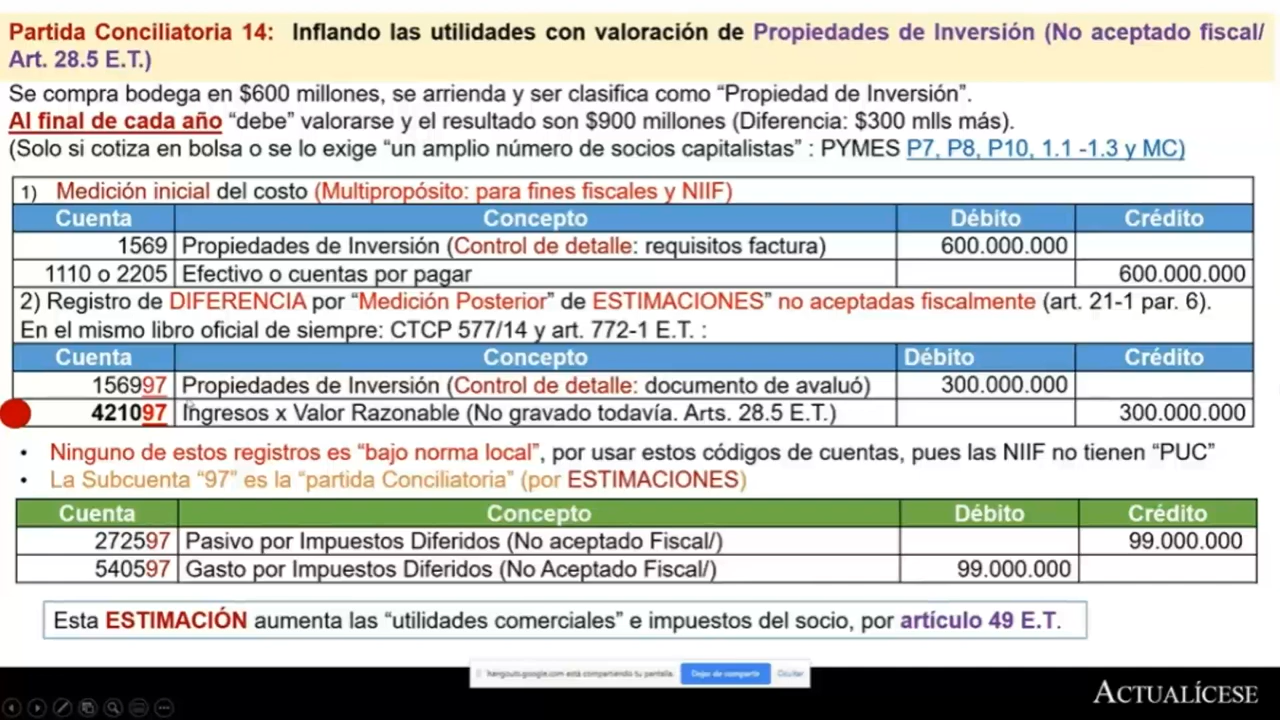 Partida Conciliatoria 14: Inflando las utilidades con valoración de Propiedades de Inversión (No aceptado fiscal/
Art. 28.5 E.T.)
Se compra bodega en $600 millones, se arrienda y ser clasifica como “Propiedad de Inversión”.
Al final de cada año “debe” valorarse y el resultado son $900 millones (Diferencia: $300 mlls más).
(Solo si cotiza en bolsa o se lo exige “un amplio número de socios capitalistas” : PYMES P7, P8, P10, 1.1 -1.3 y MC)
1) Medición inicial del costo (Multipropósito: para fines fiscales y NIIF)
Cuenta Concepto Débito Crédito
1569 Propiedades de Inversión (Control de detalle: requisitos factura) 600.000.000
1110 o 2205 Efectivo o cuentas por pagar 600.000.000
2) Registro de DIFERENCIA por “Medición Posterior” de ESTIMACIONES” no aceptadas fiscalmente (art. 21-1 par. 6).
En el mismo libro oficial de siempre: CTCP 577/14 y art. 772-1 E.T. :
Cuenta Concepto Débito Crédito
156997 Propiedades de Inversión (Control de detalle: documento de avaluó) 300.000.000
421097 Ingresos x Valor Razonable (No gravado todavía. Arts. 28.5 E.T.) 300.000.000
• Ninguno de estos registros es “bajo norma local”, por usar estos códigos de cuentas, pues las NIIF no tienen “PUC”
• La Subcuenta “97” es la “partida Conciliatoria” (por ESTIMACIONES)
Cuenta Concepto Débito Crédito
272597 Pasivo por Impuestos Diferidos (No aceptado Fiscal/) 99.000.000
540597 Gasto por Impuestos Diferidos (No Aceptado Fiscal/) 99.000.000
Esta ESTIMACIÓN aumenta las “utilidades comerciales” e impuestos del socio, por artículo 49 E.T.
hangouts.google.com está compartiendo tu pantalla. Dejar de compartir Ocultar
ACTUALÍCESE